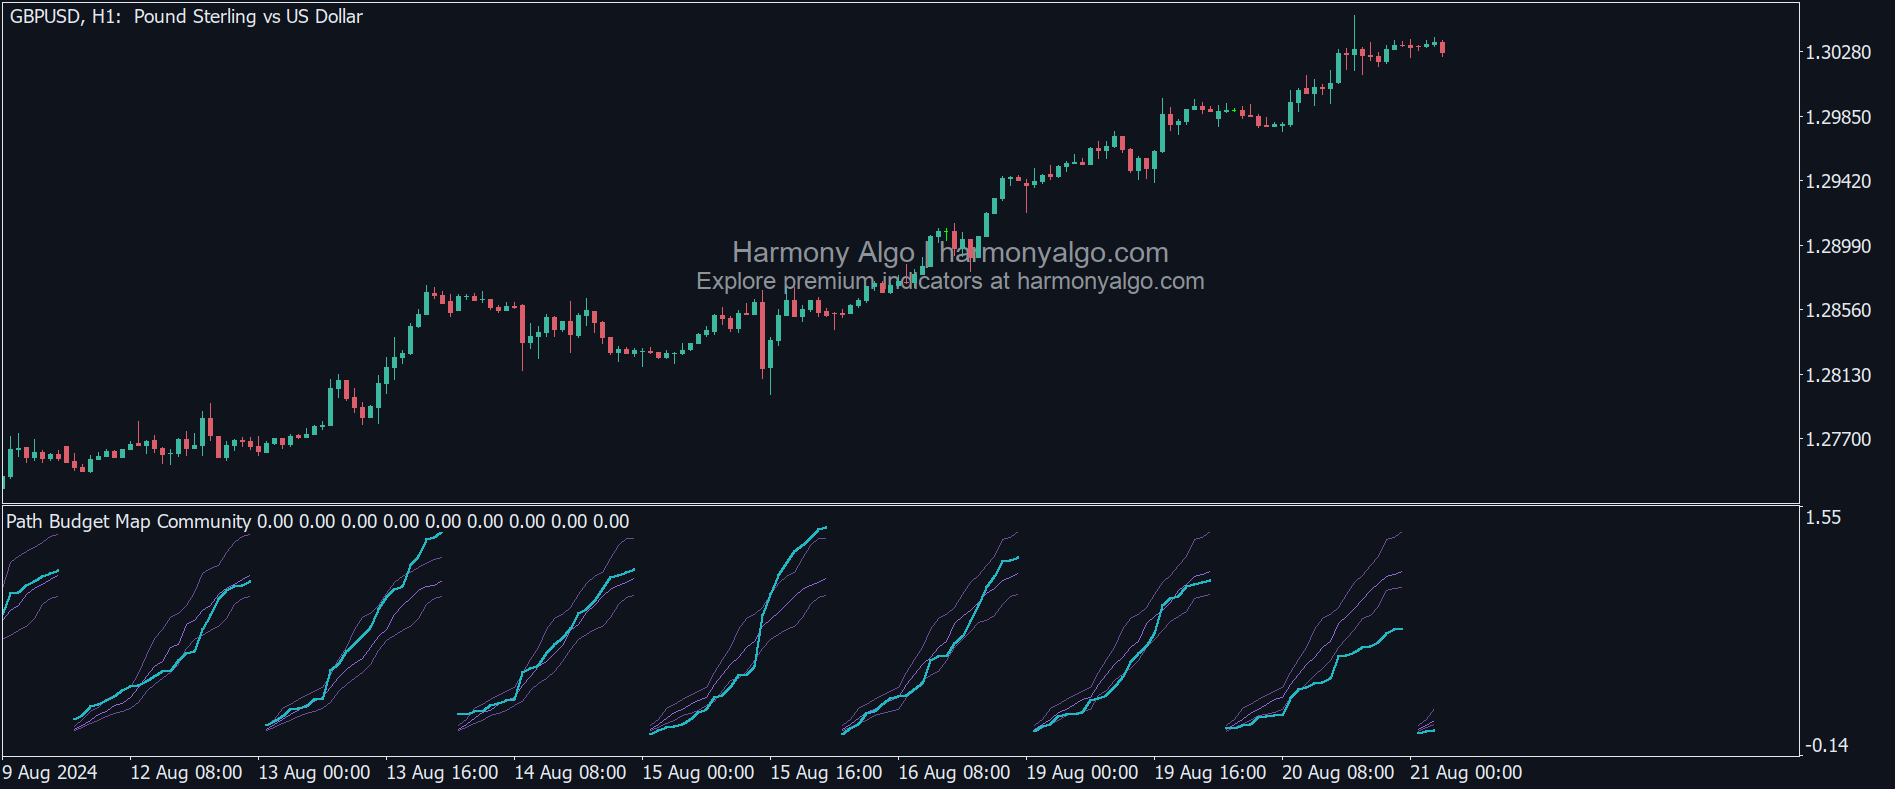 GBPUSD, H1: Pound Sterling vs US Dollar
1.30280
1.29850
1.29420
1.28990
1.28560
1.28130
1.27700
Harmony Algo | harmonyalgo.com
Explore premium indicators at harmonyalgo.com
Path Budget Map Community 0.00 0.00 0.00 0.00 0.00 0.00 0.00 0.00 0.00
1.55
-0.14
9 Aug 2024 12 Aug 08:00 13 Aug 00:00 13 Aug 16:00 14 Aug 08:00 15 Aug 00:00 15 Aug 16:00 16 Aug 08:00 19 Aug 00:00 19 Aug 16:00 20 Aug 08:00 21 Aug 00:00